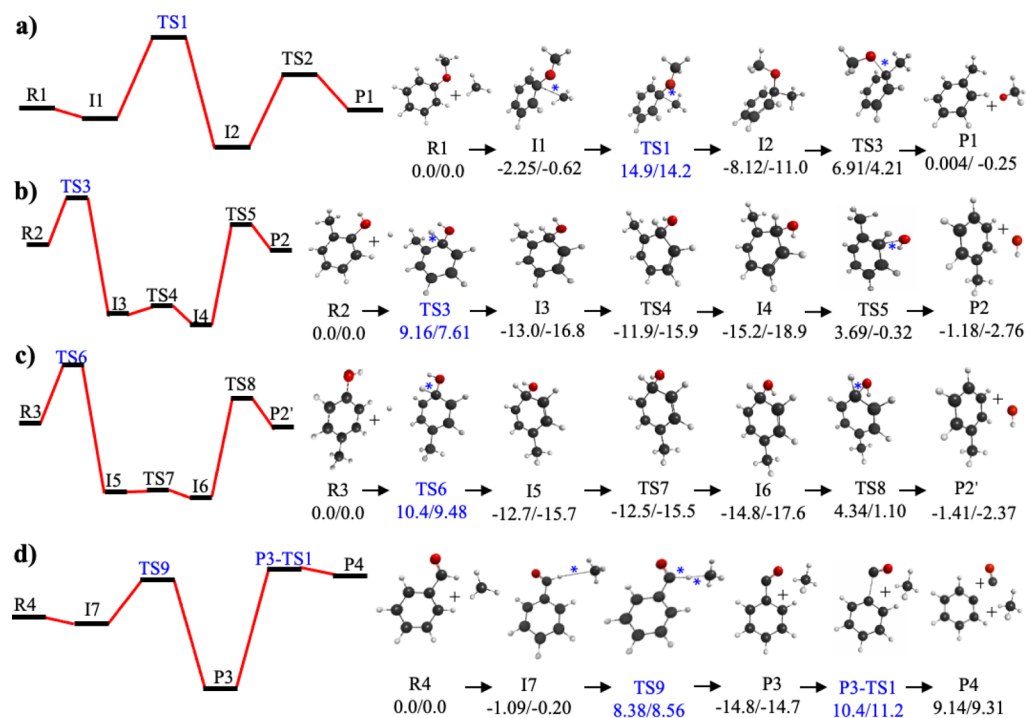 a)
TS1
TS2
R1
I1
I2
P1
+
*
*
*
+
R1 I1 TS1 I2 TS3 P1
0.0/0.0 -2.25/-0.62 14.9/14.2 -8.12/-11.0 6.91/4.21 0.004/ -0.25
b)
TS3
R2
I3
TS4
I4
TS5
P2
+
*
*
+
R2 TS3 I3 TS4 I4 TS5 P2
0.0/0.0 9.16/7.61 -13.0/-16.8 -11.9/-15.9 -15.2/-18.9 3.69/-0.32 -1.18/-2.76
c)
TS6
R3
I5
TS7
I6
TS8
P2'
+
*
*
+
R3 TS6 I5 TS7 I6 TS8 P2'
0.0/0.0 10.4/9.48 -12.7/-15.7 -12.5/-15.5 -14.8/-17.6 4.34/1.10 -1.41/-2.37
d)
TS9
P3-TS1
R4
I7
P3
P4
+
*
* *
+
+
+
+
R4 I7 TS9 P3 P3-TS1 P4
0.0/0.0 -1.09/-0.20 8.38/8.56 -14.8/-14.7 10.4/11.2 9.14/9.31